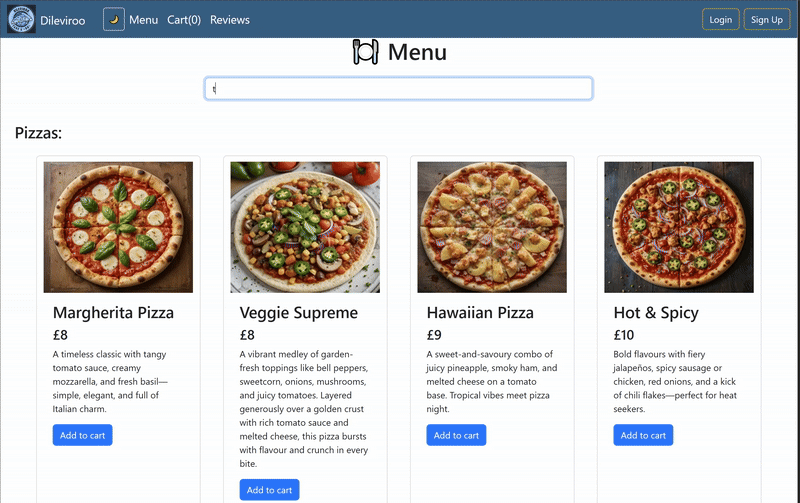 Dileviroo
Menu
Cart(0)
Reviews
Login
Sign Up
Menu
t
Pizzas:
Margherita Pizza
£8
A timeless classic with tangy
tomato sauce, creamy
mozzarella, and fresh basil—
simple, elegant, and full of
Italian charm.
Add to cart
Veggie Supreme
£8
A vibrant medley of garden-
fresh toppings like bell peppers,
sweetcorn, onions, mushrooms,
and juicy tomatoes. Layered
generously over a golden crust
with rich tomato sauce and
melted cheese, this pizza bursts
with flavour and crunch in every
bite.
Add to cart
Hawaiian Pizza
£9
A sweet-and-savoury combo of
juicy pineapple, smoky ham, and
melted cheese on a tomato
base. Tropical vibes meet pizza
night.
Add to cart
Hot & Spicy
£10
Bold flavours with fiery
jalapeños, spicy sausage or
chicken, red onions, and a kick
of chili flakes—perfect for heat
seekers.
Add to cart